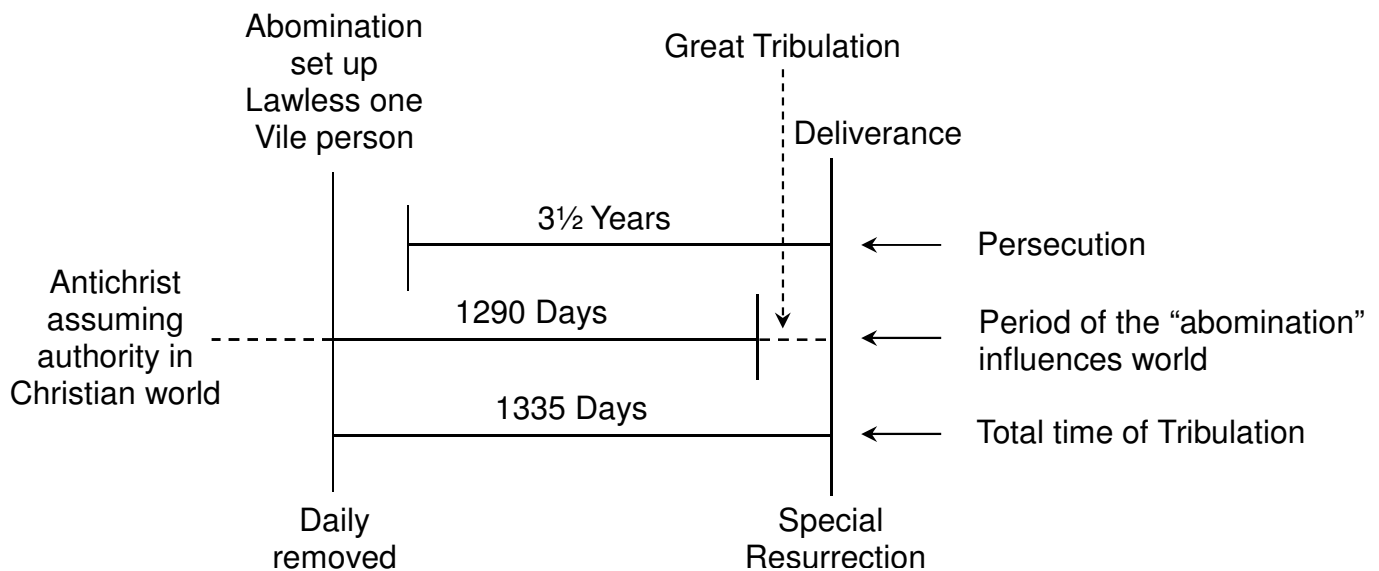 Abomination
set up
Lawless one
Vile person
Great Tribulation
Deliverance
3½ Years
Persecution
Antichrist
assuming
authority in
Christian world
1290 Days
Period of the “abomination”
influences world
1335 Days
Total time of Tribulation
Daily
removed
Special
Resurrection